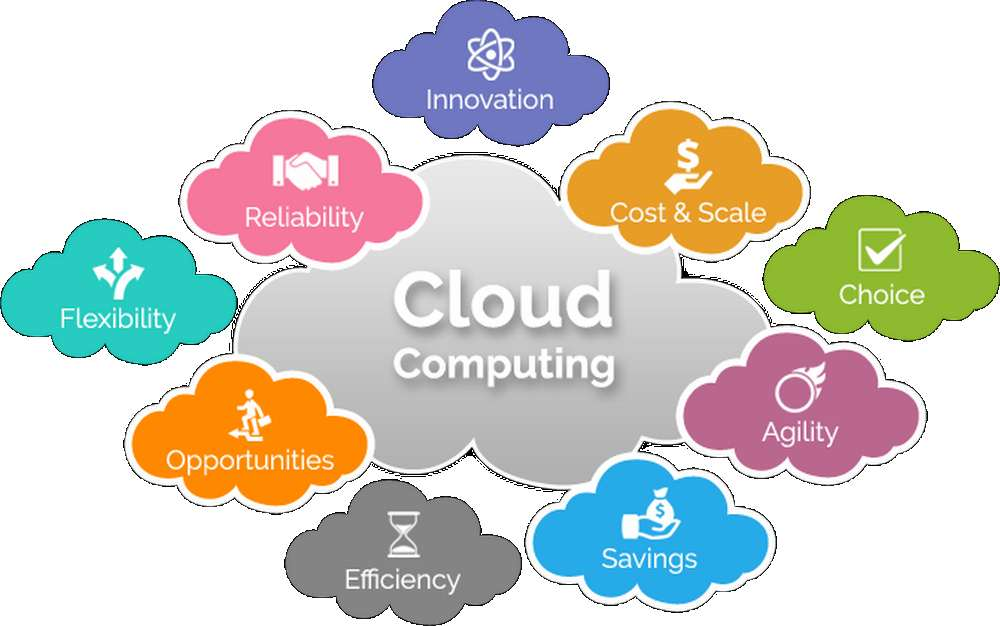 Innovation
Reliability
Cost & Scale
Flexibility
Choice
Cloud
Computing
Opportunities
Agility
Efficiency
Savings